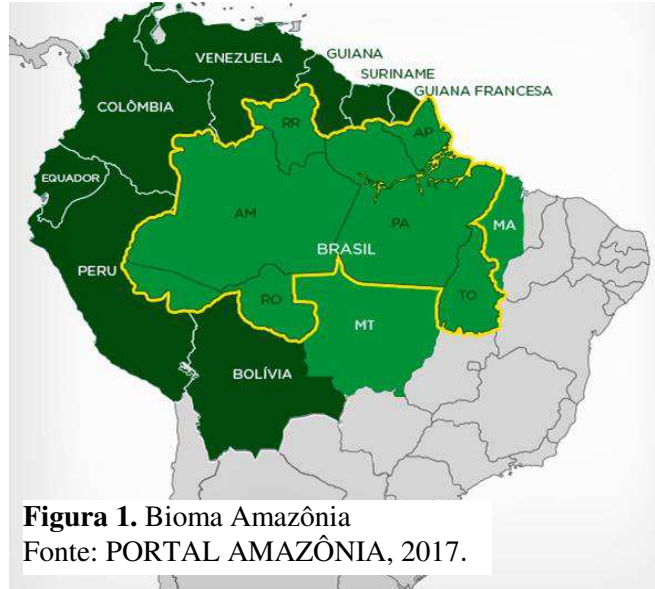 VENEZUELA
GUIANA
SURINAME
GUIANA FRANCESA
COLÔMBIA
RR
AP
EQUADOR
AM
PA
MA
BRASIL
PERU
RO
TO
MT
BOLÍVIA
Figura 1. Bioma Amazônia
Fonte: PORTAL AMAZÔNIA, 2017.